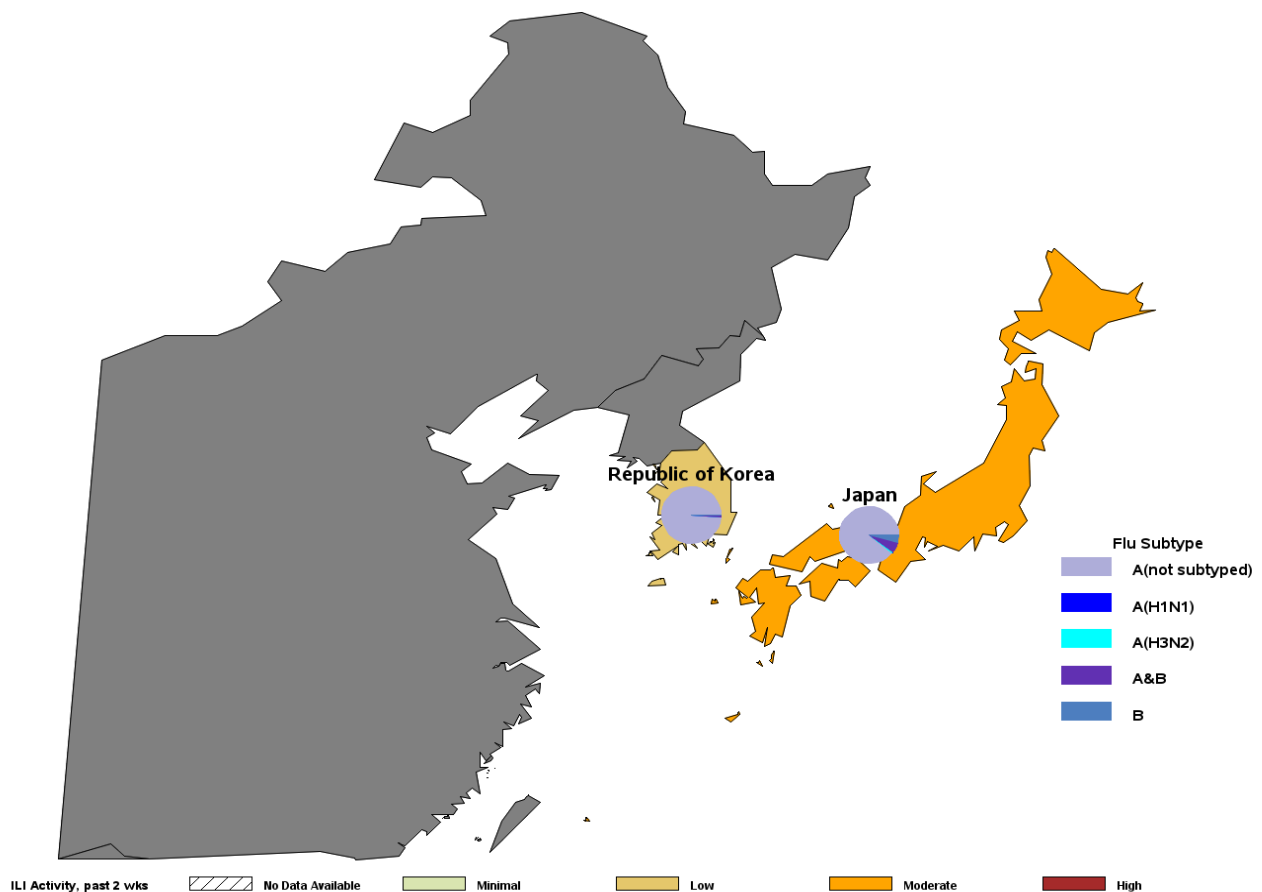 Republic of Korea
Japan
Flu Subtype
A(not subtyped)
A(H1N1)
A(H3N2)
A&B
B
ILI Activity, past 2 wks No Data Available Minimal Low Moderate High